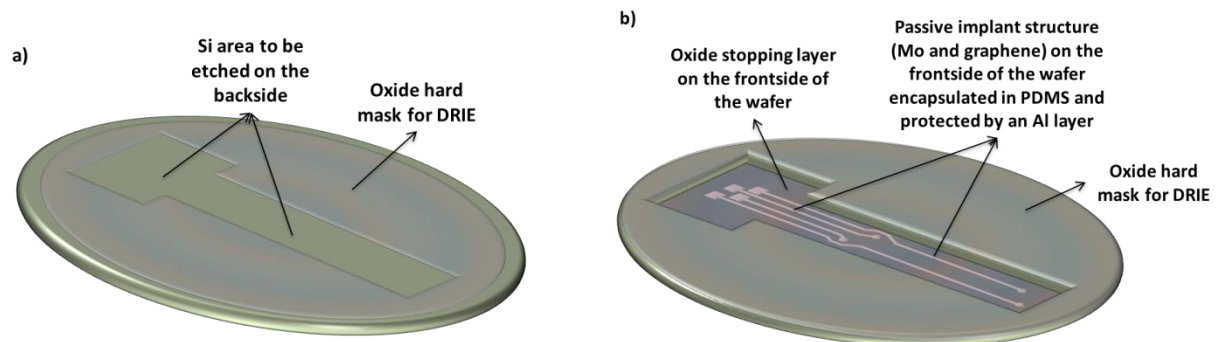 a)
Si area to be
etched on the
backside
Oxide hard
mask for DRIE
b)
Oxide stopping layer
on the frontside of
the wafer
Passive implant structure
(Mo and graphene) on the
frontside of the wafer
encapsulated in PDMS and
protected by an Al layer
Oxide hard
mask for DRIE